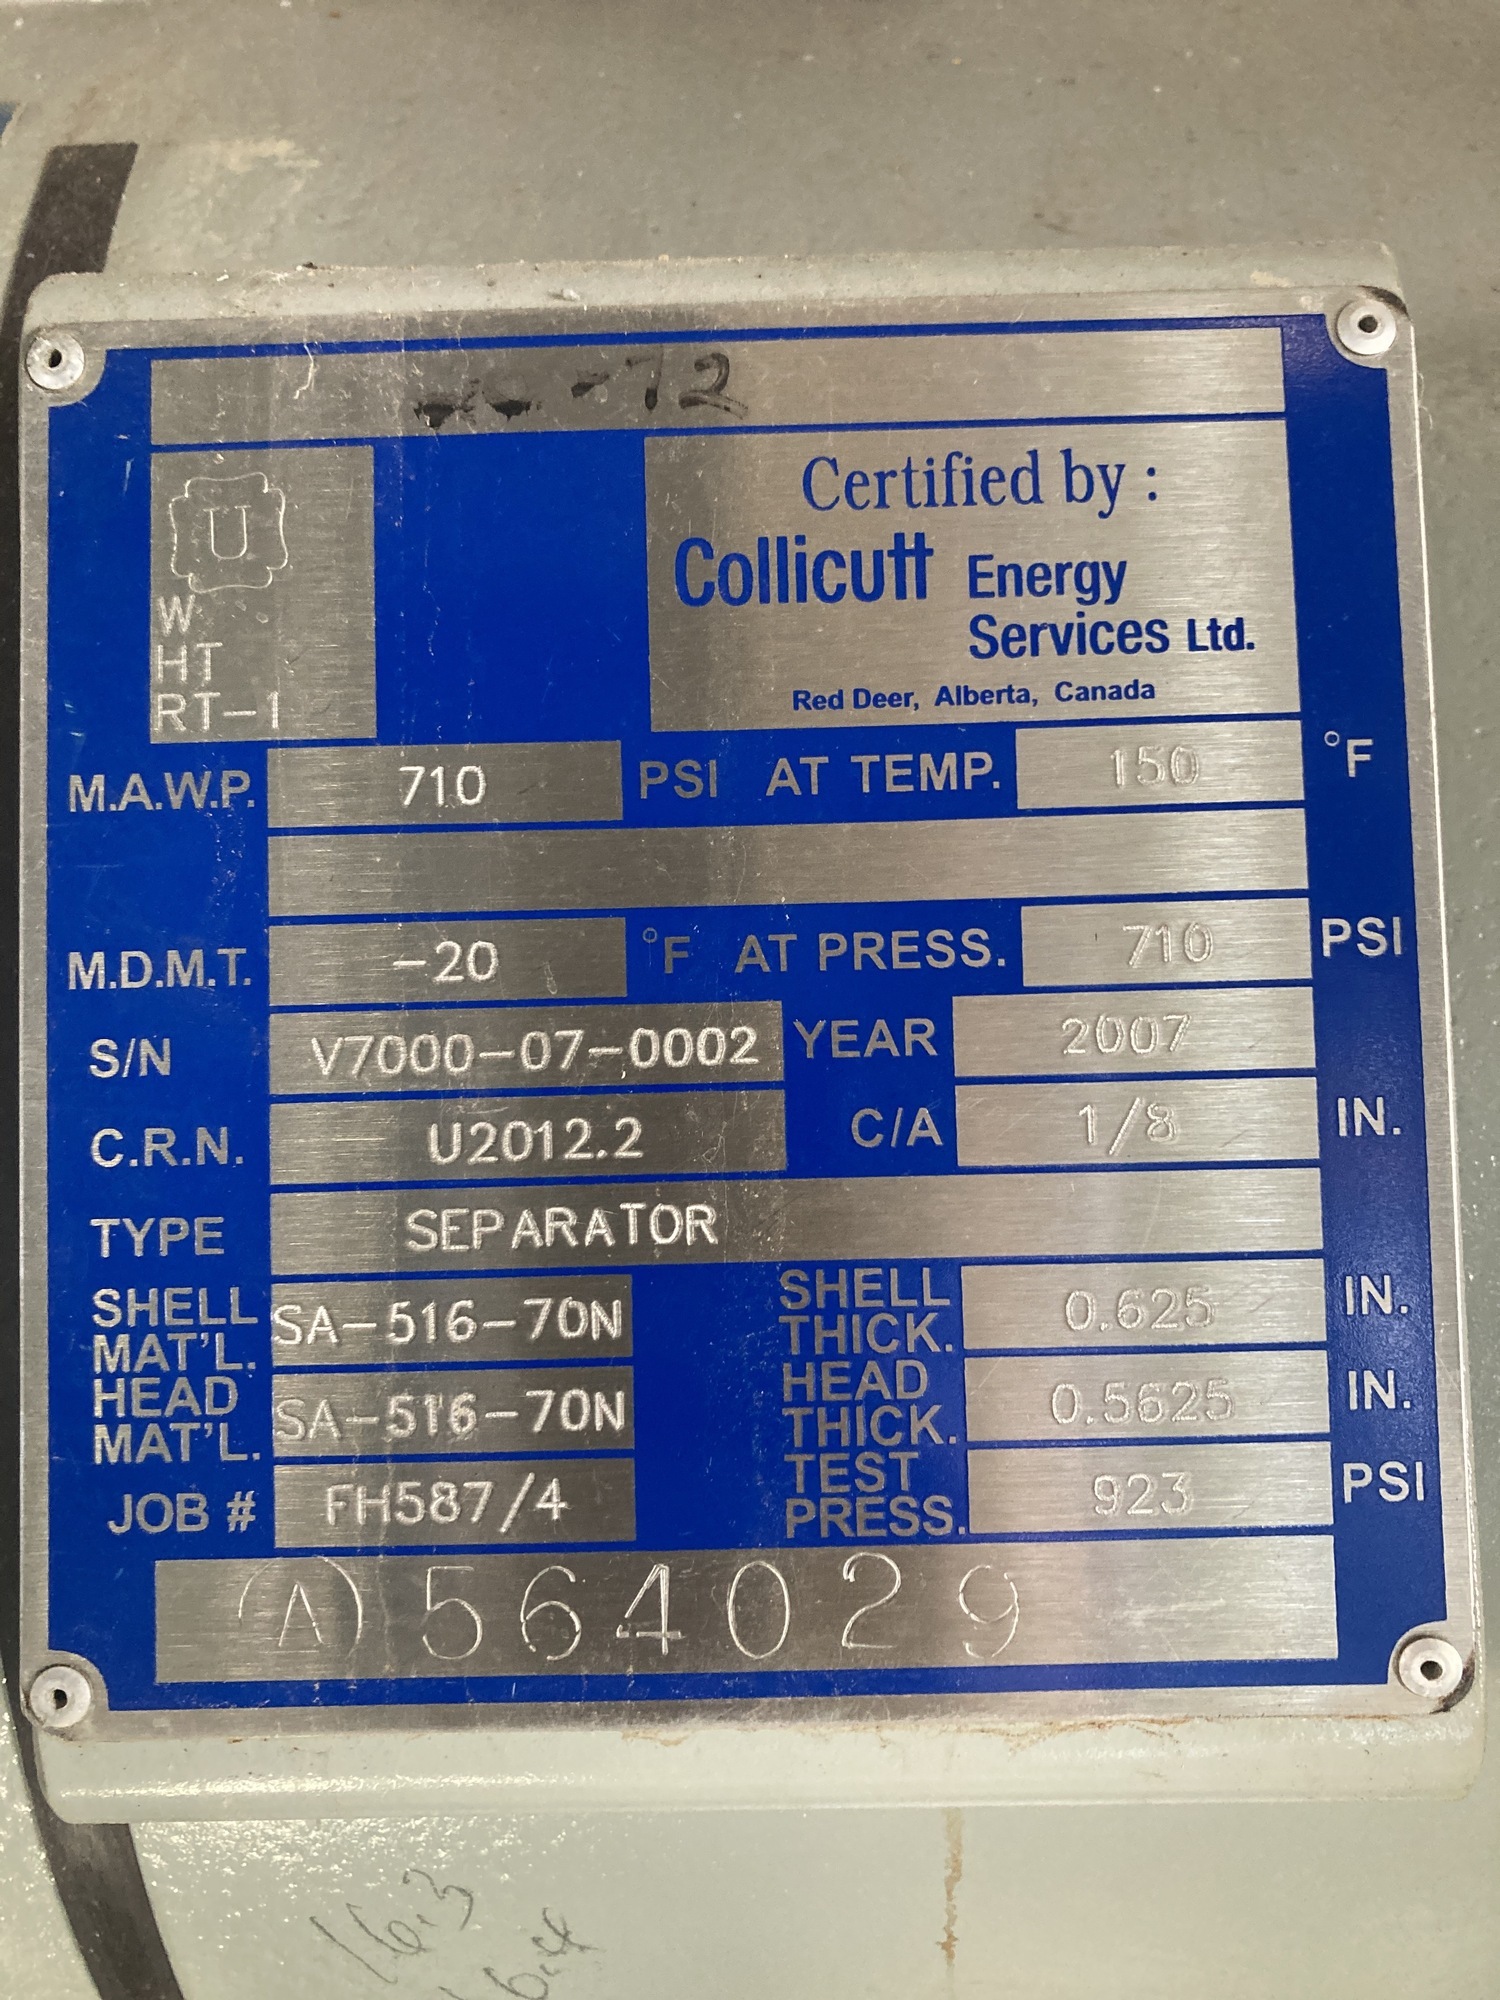 -72
U
W
HT
RT-1
Certified by :
Collicutt Energy
Services Ltd.
Red Deer, Alberta, Canada
M.A.W.P. 710 PSI AT TEMP. 150 °F
M.D.M.T. -20 °F AT PRESS. 710 PSI
S/N V7000-07-0002 YEAR 2007
C.R.N. U2012.2 C/A 1/8 IN.
TYPE SEPARATOR
SHELL MAT'L. SA-516-70N SHELL THICK. 0.625 IN.
HEAD MAT'L. SA-516-70N HEAD THICK. 0.5625 IN.
JOB # FH587/4 TEST PRESS. 923 PSI
A 564029
16.3